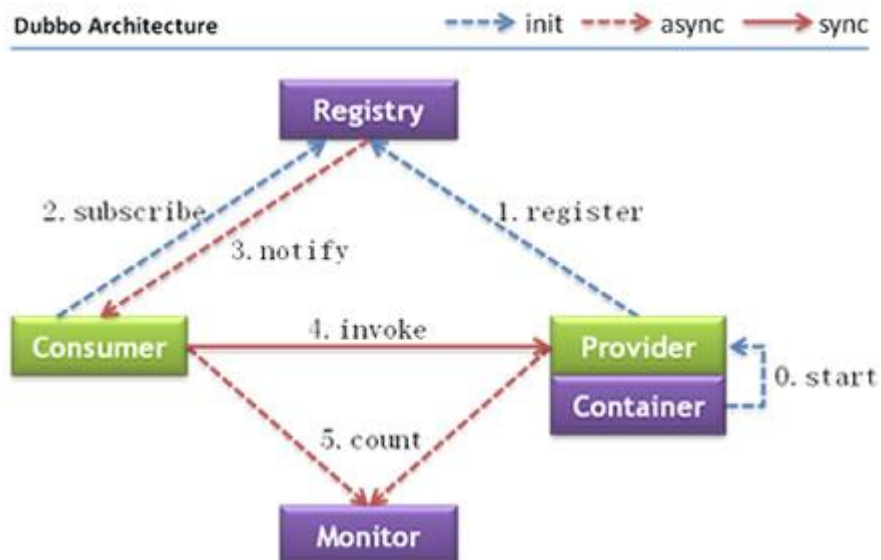 Dubbo Architecture
init
async
sync
Registry
2. subscribe
1. register
3. notify
Consumer
4. invoke
Provider
0. start
Container
5. count
Monitor